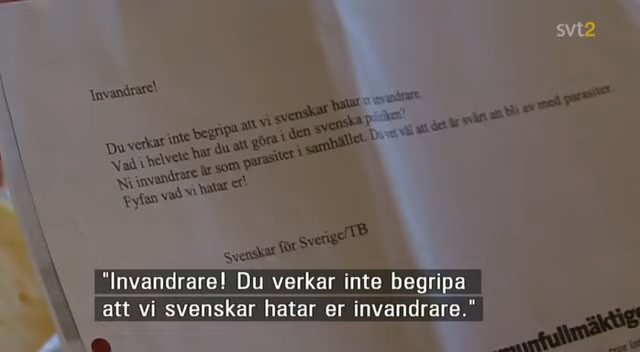 svt2
Invandrare!
Du verkar inte begripa att vi svenskar hatar er invandrare.
Vad i helvete har du att göra i den svenska politiken?
Ni invandrare är som parasiter i samhället. Du vet väl att det är svårt att bli av med parasiter.
Fyfan vad vi hatar er!
Svenskar för Sverige/TB
"Invandrare! Du verkar inte begripa
att vi svenskar hatar er invandrare."
munfullmäktige